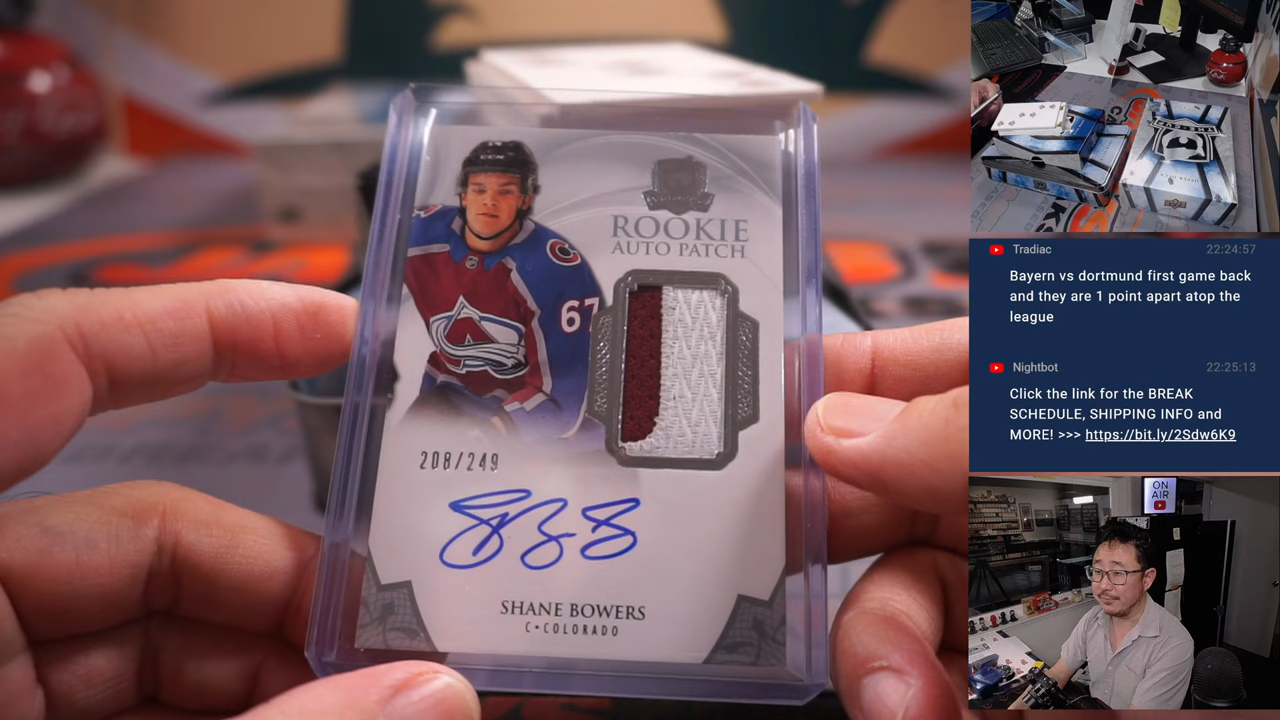 CCM
ROOKIE
AUTO PATCH
67
208/249
SHANE BOWERS
C•COLORADO
THE CUP
Tradiac 22:24:57
Bayern vs dortmund first game back
and they are 1 point apart atop the
league
Nightbot 22:25:13
Click the link for the BREAK
SCHEDULE, SHIPPING INFO and
MORE! >>> https://bit.ly/2Sdw6K9
ON
AIR